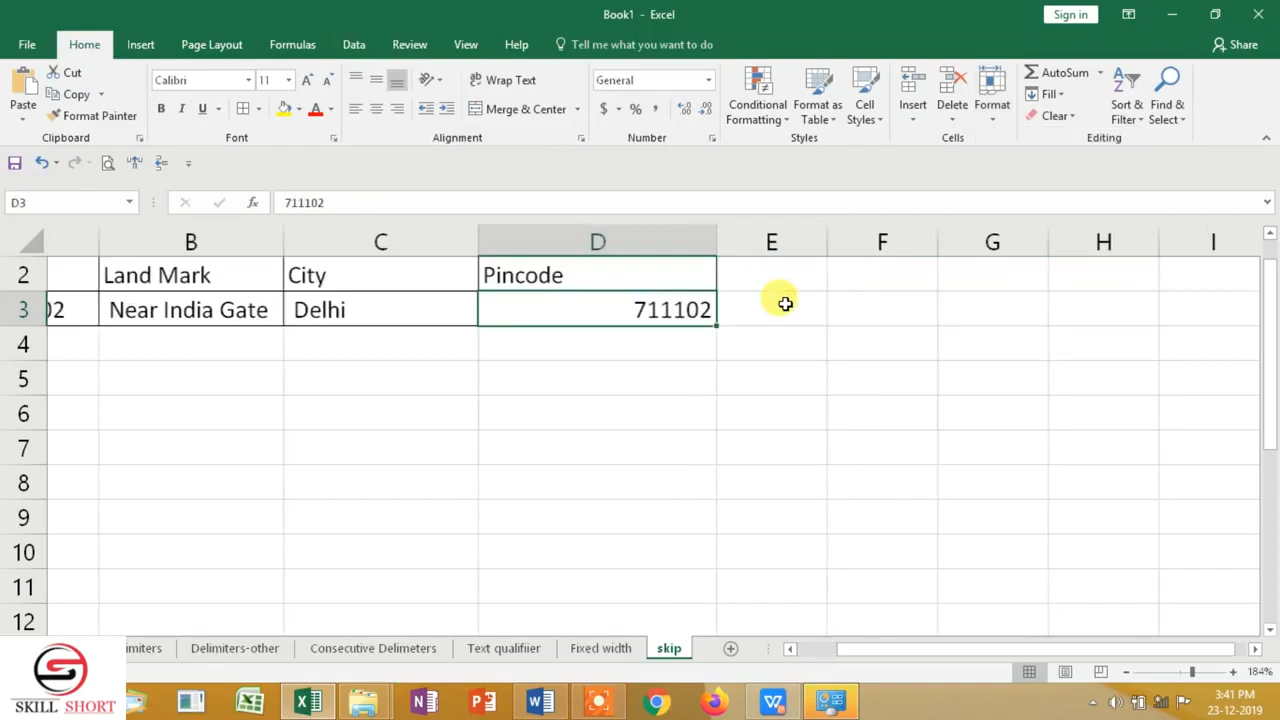 Book1 - Excel
Sign in
File Home Insert Page Layout Formulas Data Review View Help Tell me what you want to do Share
Paste
Cut
Copy
Format Painter
Clipboard
Calibri 11
B I U
Font
Wrap Text
Merge & Center
Alignment
General
$ % ,
Number
Conditional Formatting
Format as Table
Cell Styles
Styles
Insert
Delete
Format
Cells
AutoSum
Fill
Clear
Sort & Filter
Find & Select
Editing
D3 fx 711102
B C D E F G H I
2 Land Mark City Pincode
3 02 Near India Gate Delhi 711102
4
5
6
7
8
9
10
11
12
imiters Delimiters-other Consecutive Delimeters Text qualifier Fixed width skip
184%
SKILL SHORT
3:41 PM
23-12-2019